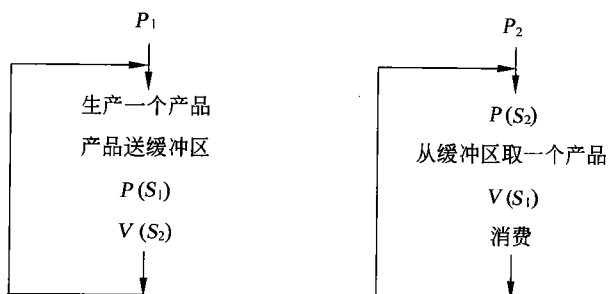 P₁
生产一个产品
产品送缓冲区
P(S₁)
V(S₂)
P₂
P(S₂)
从缓冲区取一个产品
V(S₁)
消费